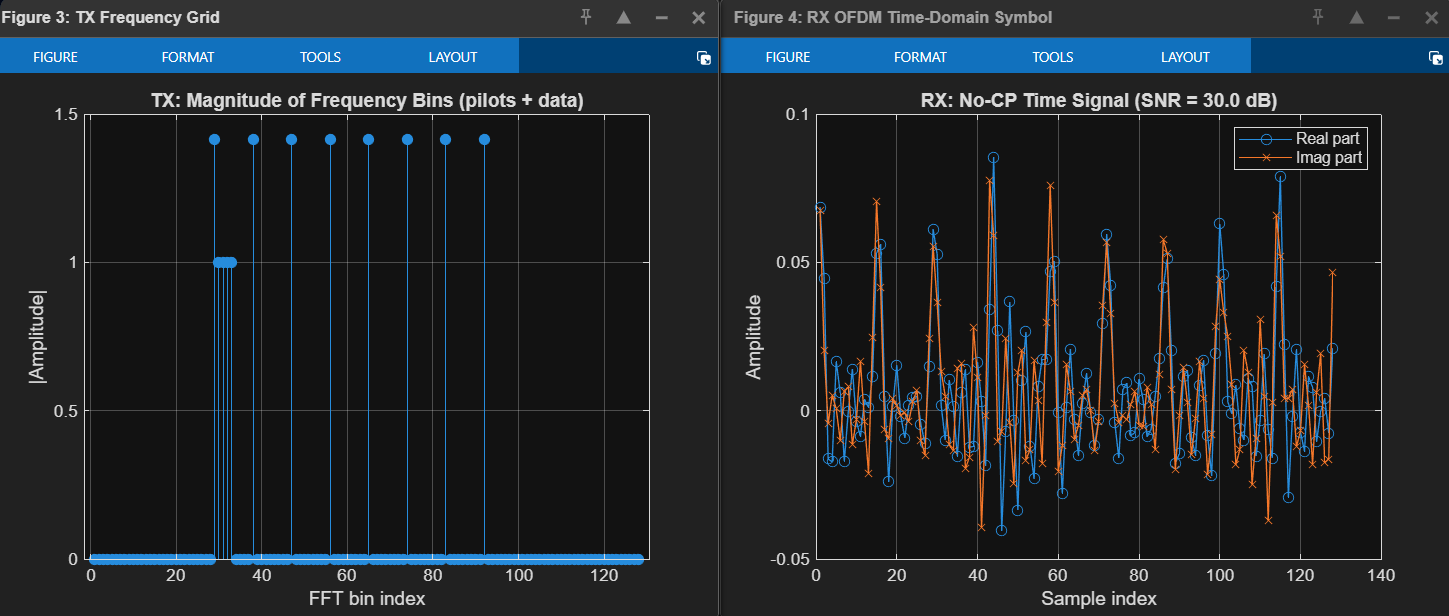 Figure 3: TX Frequency Grid
FIGURE FORMAT TOOLS LAYOUT
TX: Magnitude of Frequency Bins (pilots + data)
1.5
1
0.5
0
|Amplitude|
0 20 40 60 80 100 120
FFT bin index
Figure 4: RX OFDM Time-Domain Symbol
FIGURE FORMAT TOOLS LAYOUT
RX: No-CP Time Signal (SNR = 30.0 dB)
Real part
Imag part
0.1
0.05
0
-0.05
Amplitude
0 20 40 60 80 100 120 140
Sample index